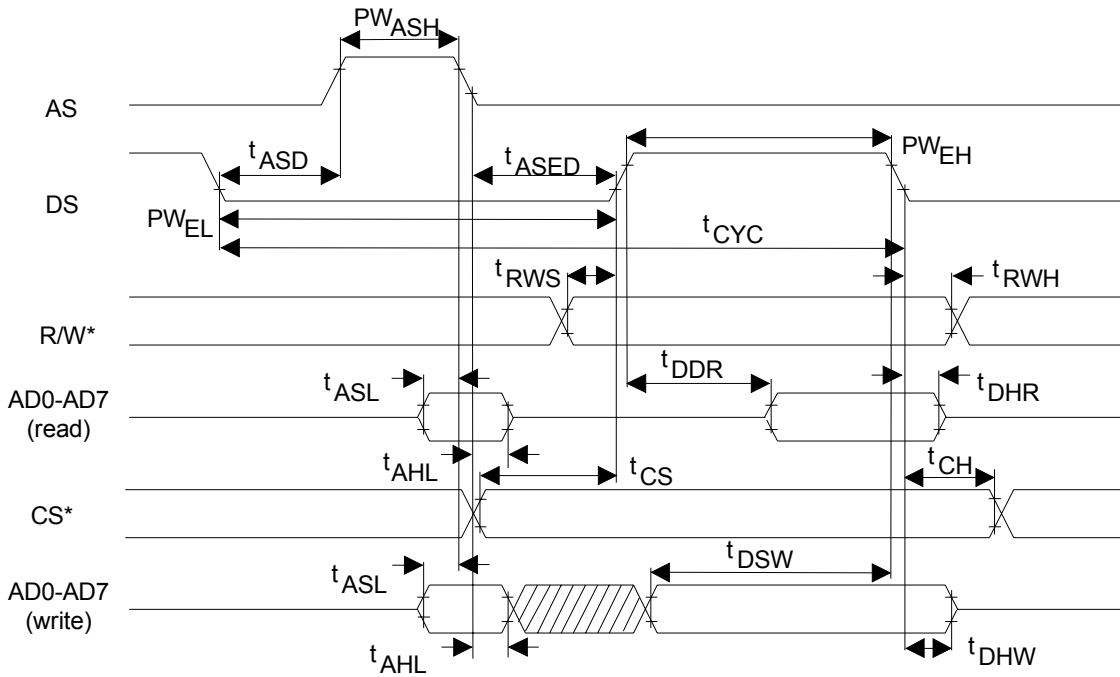 PWASH
AS
tASD
tASED
PWEH
DS
PWEL
tCYC
tRWS
tRWH
R/W*
tDDR
tASL
tDHR
AD0-AD7
(read)
tAHL
tCS
tCH
CS*
tASL
tDSW
AD0-AD7
(write)
tAHL
tDHW